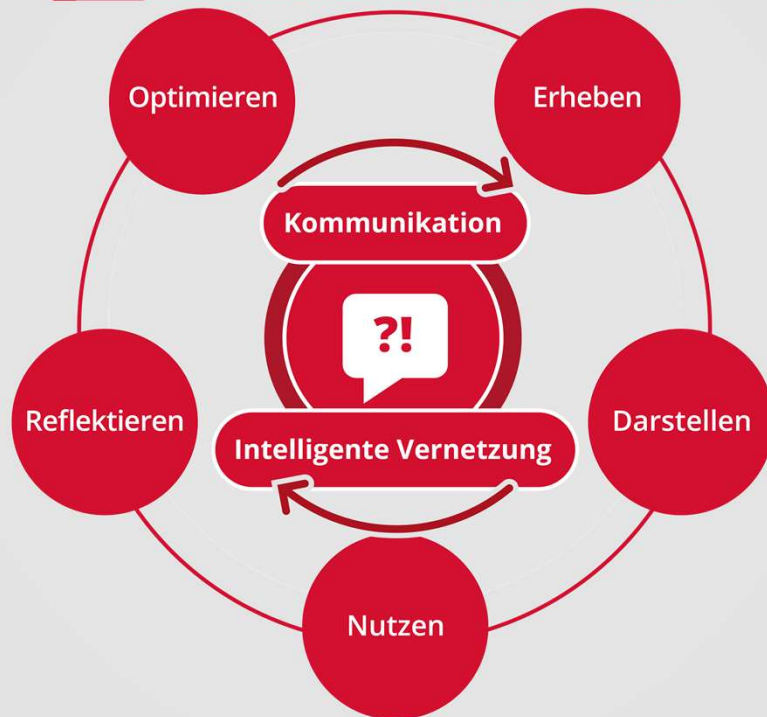 Optimieren
Erheben
Kommunikation
?!
Reflektieren
Darstellen
Intelligente Vernetzung
Nutzen